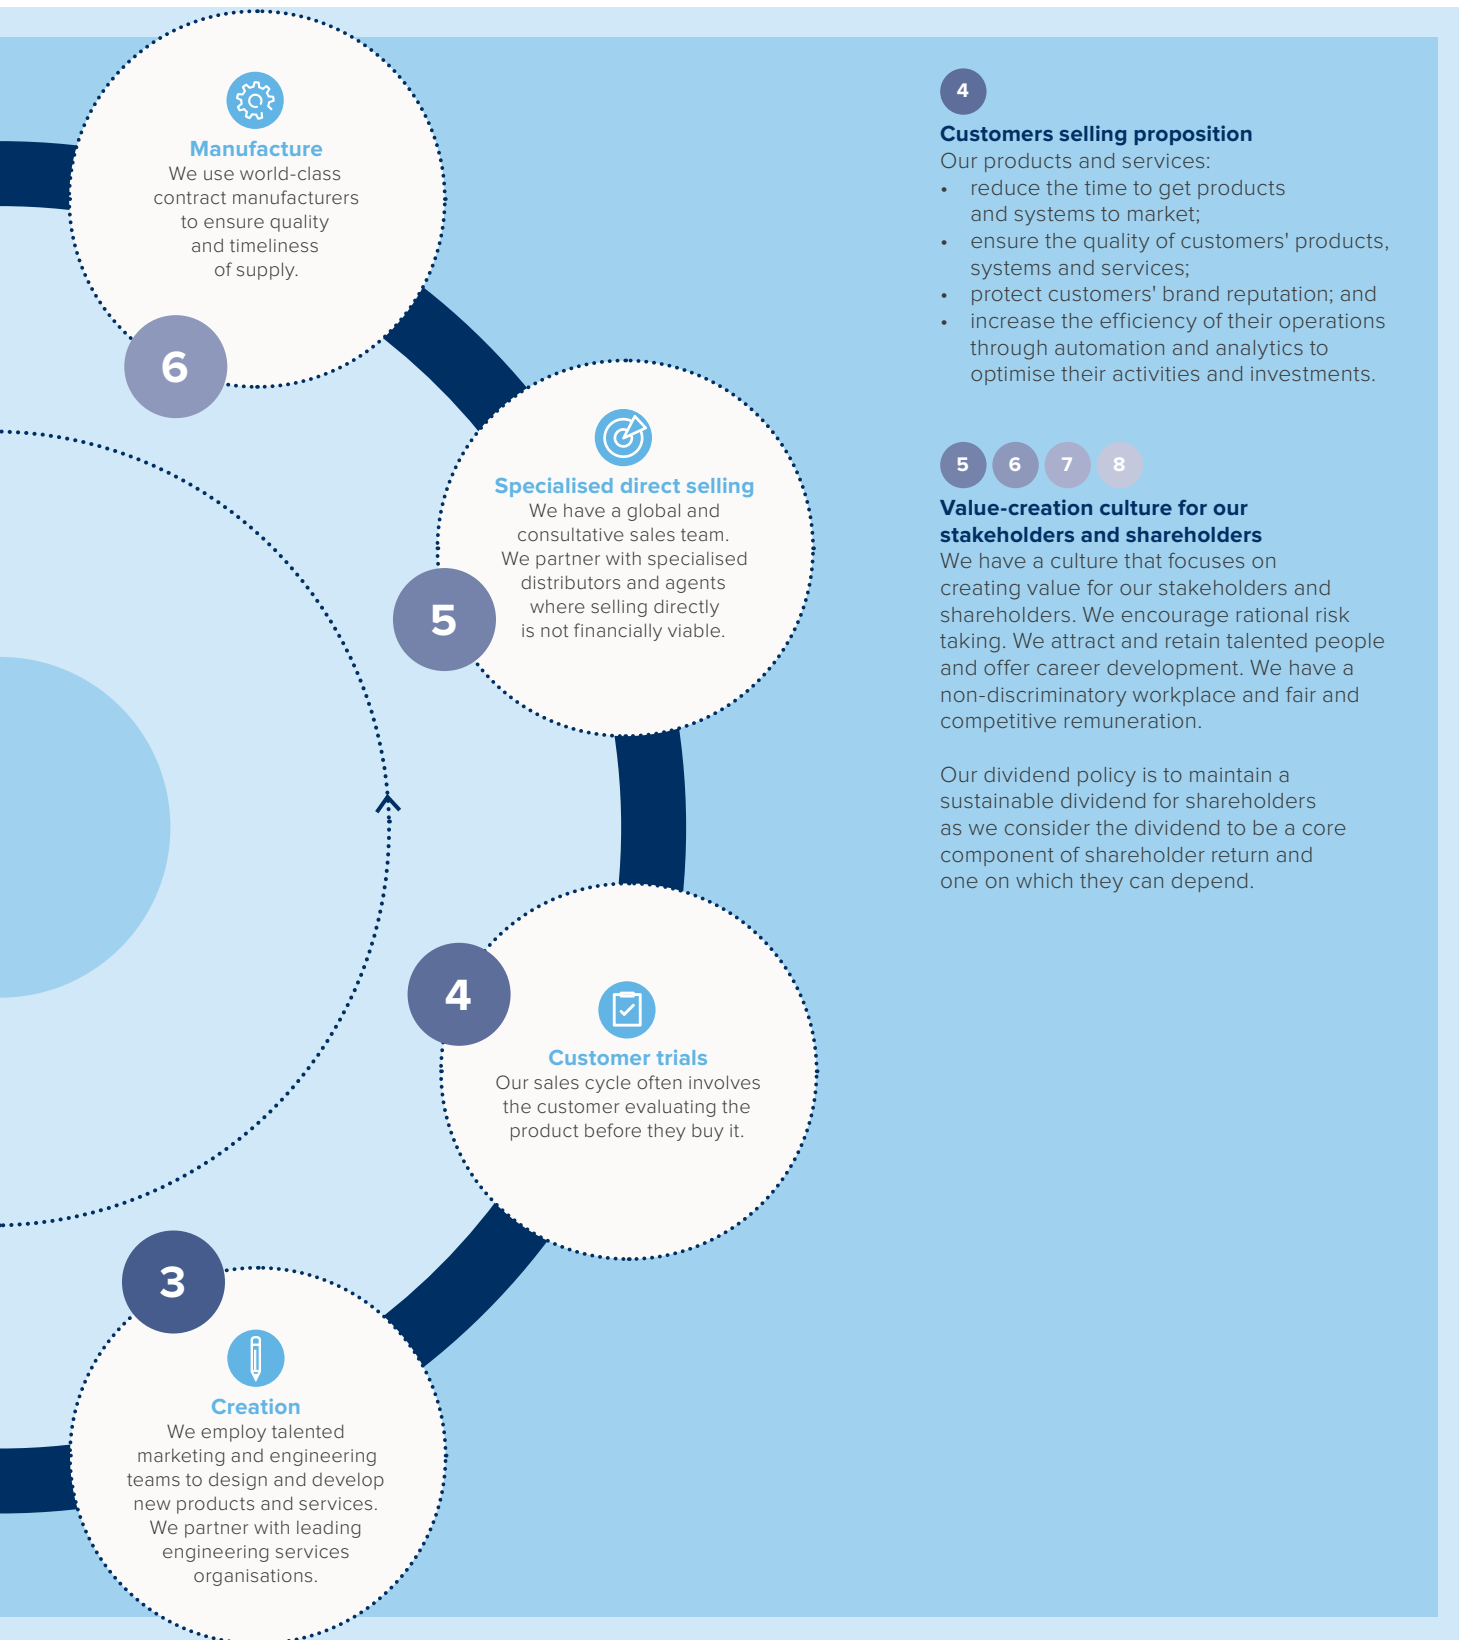 Manufacture
We use world-class
contract manufacturers
to ensure quality
and timeliness
of supply.
6
Specialised direct selling
We have a global and
consultative sales team.
We partner with specialised
distributors and agents
where selling directly
is not financially viable.
5
4
Customer trials
Our sales cycle often involves
the customer evaluating the
product before they buy it.
3
Creation
We employ talented
marketing and engineering
teams to design and develop
new products and services.
We partner with leading
engineering services
organisations.
4
Customers selling proposition
Our products and services:
• reduce the time to get products
and systems to market;
• ensure the quality of customers' products,
systems and services;
• protect customers' brand reputation; and
• increase the efficiency of their operations
through automation and analytics to
optimise their activities and investments.
5 6 7 8
Value-creation culture for our
stakeholders and shareholders
We have a culture that focuses on
creating value for our stakeholders and
shareholders. We encourage rational risk
taking. We attract and retain talented people
and offer career development. We have a
non-discriminatory workplace and fair and
competitive remuneration.
Our dividend policy is to maintain a
sustainable dividend for shareholders
as we consider the dividend to be a core
component of shareholder return and
one on which they can depend.